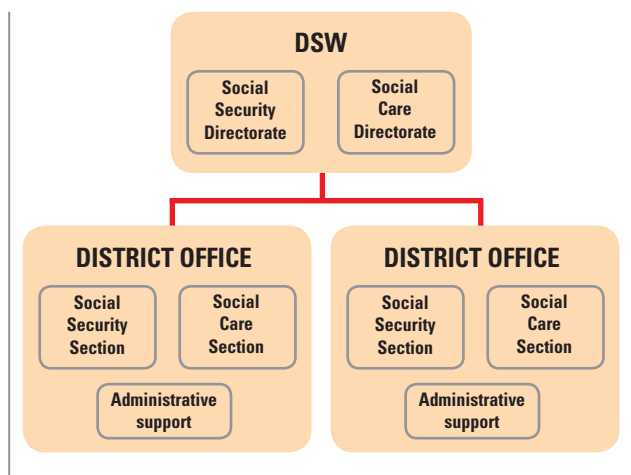 DSW
Social
Security
Directorate
Social
Care
Directorate
DISTRICT OFFICE
Social
Security
Section
Social
Care
Section
Administrative
support
DISTRICT OFFICE
Social
Security
Section
Social
Care
Section
Administrative
support